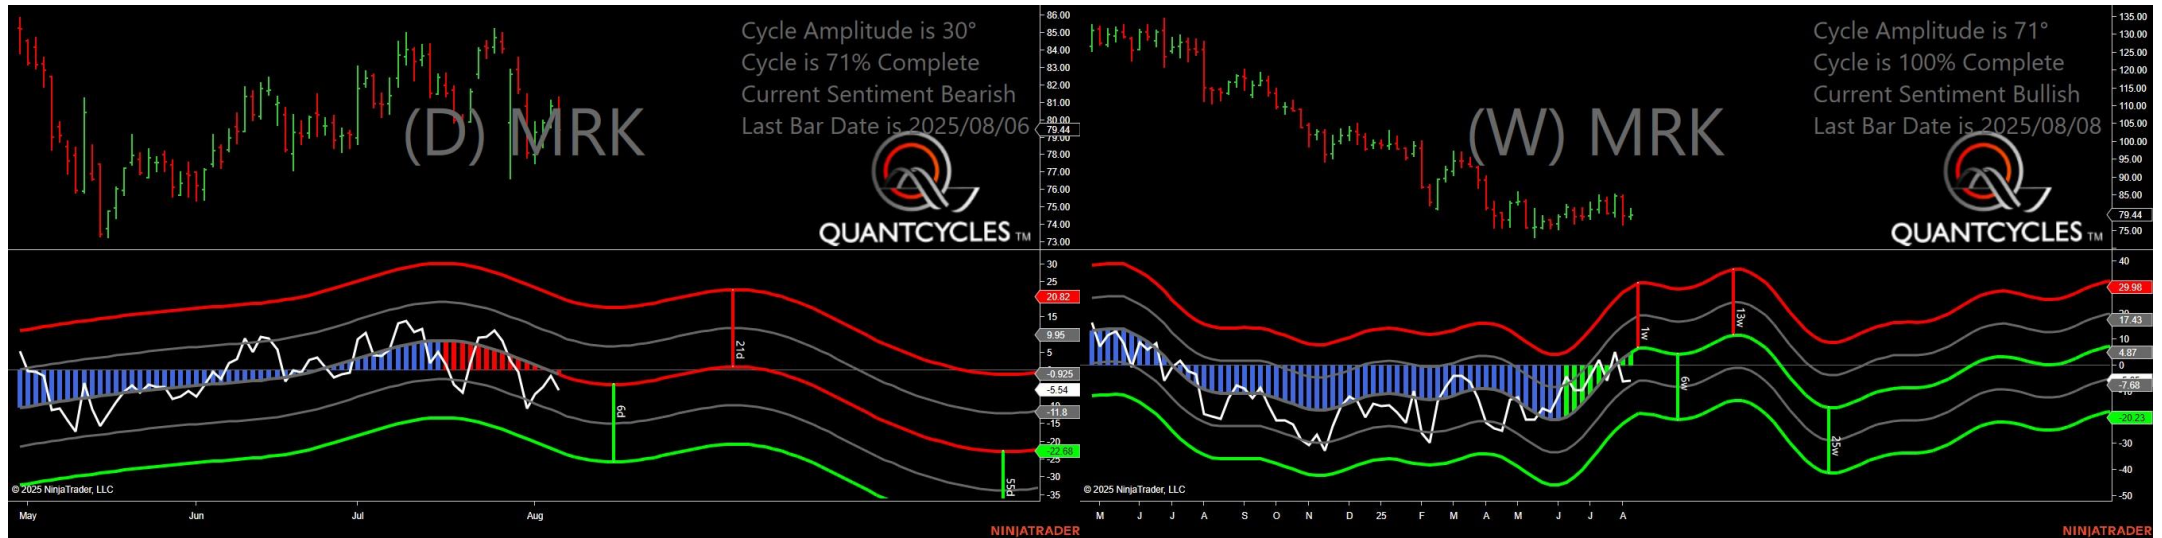 Cycle Amplitude is 30°
Cycle is 71% Complete
Current Sentiment Bearish
Last Bar Date is 2025/08/06
(D) MRK
QUANTCYCLES TM
86.00
85.00
84.00
83.00
82.00
81.00
80.00
79.44
79.00
78.00
77.00
76.00
75.00
74.00
73.00
30
25
20.82
15
9.95
5
-0.925
-5.54
-11.8
-15
-20
-22.68
-25
-30
-35
21d
6d
55d
© 2025 NinjaTrader, LLC
May Jun Jul Aug
NINJATRADER
Cycle Amplitude is 71°
Cycle is 100% Complete
Current Sentiment Bullish
Last Bar Date is 2025/08/08
(W) MRK
QUANTCYCLES TM
135.00
130.00
125.00
120.00
115.00
110.00
105.00
100.00
95.00
90.00
85.00
79.44
75.00
40
29.98
17.43
10
4.87
0
-7.68
-20.23
-30
-40
-50
1w
13w
6w
25w
© 2025 NinjaTrader, LLC
M J J A S O N D 25 F M A M J J A
NINJATRADER